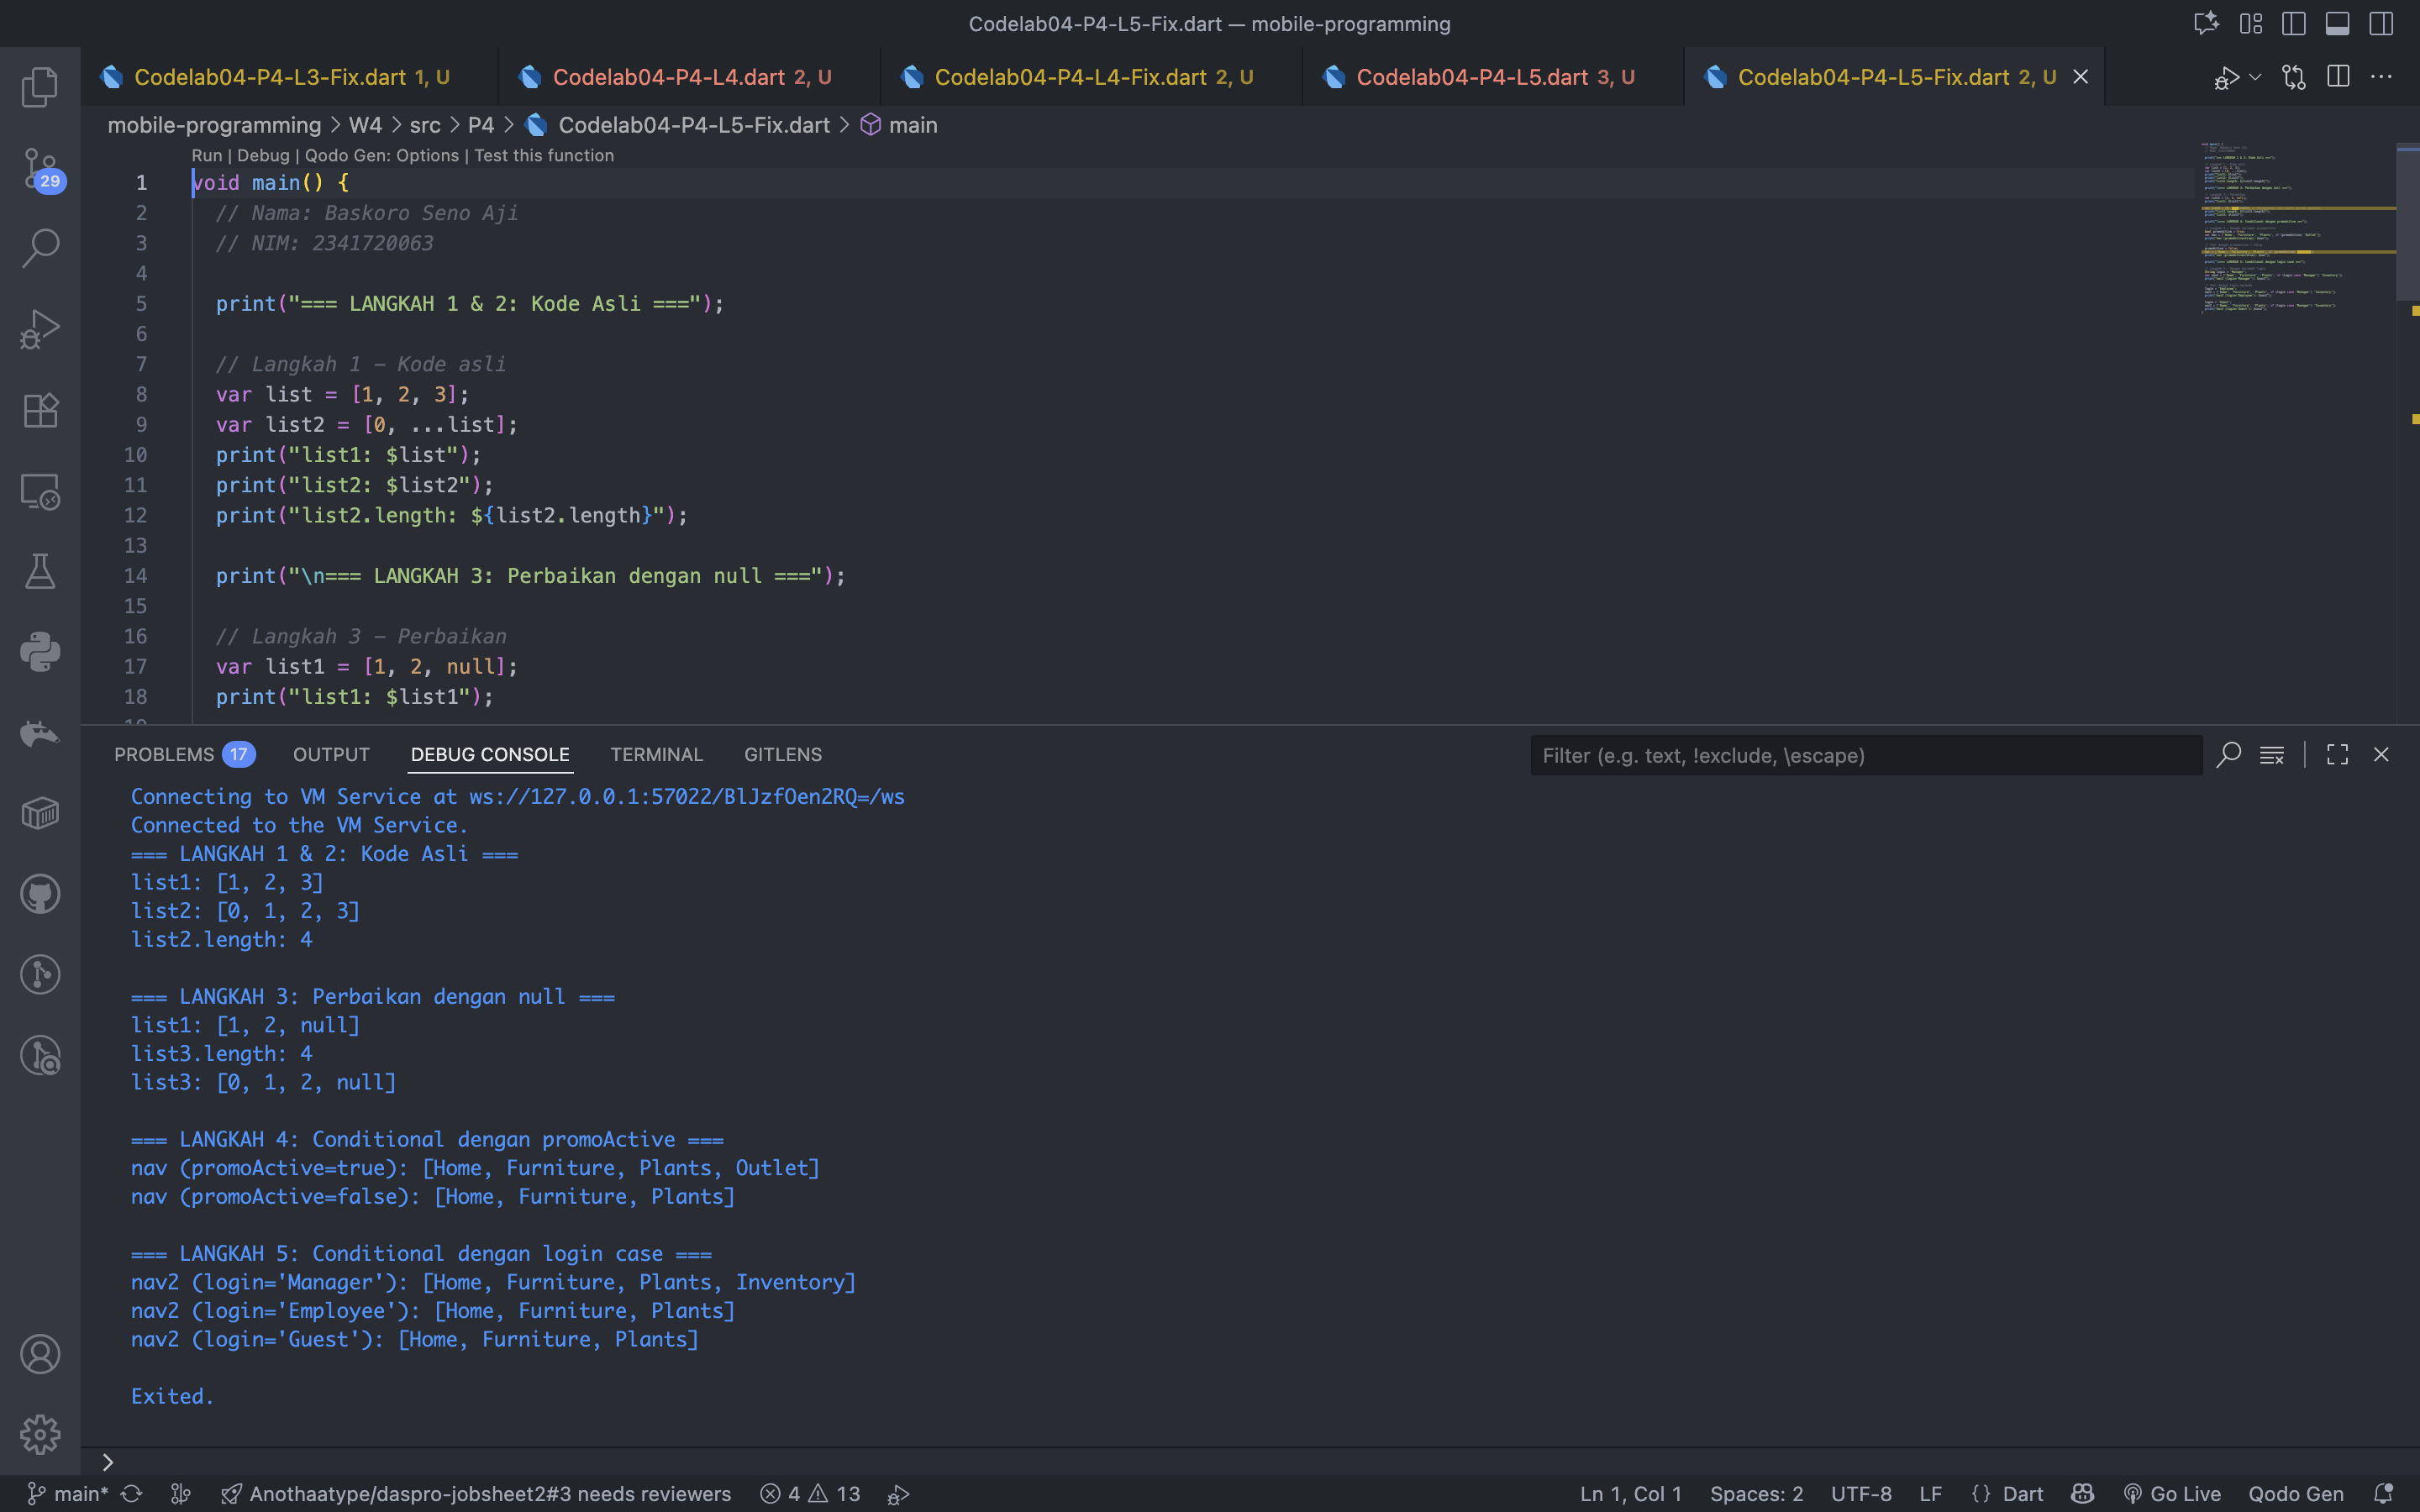 Codelab04-P4-L5-Fix.dart — mobile-programming
Codelab04-P4-L3-Fix.dart 1, U
Codelab04-P4-L4.dart 2, U
Codelab04-P4-L4-Fix.dart 2, U
Codelab04-P4-L5.dart 3, U
Codelab04-P4-L5-Fix.dart 2, U
mobile-programming > W4 > src > P4 > Codelab04-P4-L5-Fix.dart > main
Run | Debug | Qodo Gen: Options | Test this function
29
1 void main() {
2 // Nama: Baskoro Seno Aji
3 // NIM: 2341720063
4
5 print("=== LANGKAH 1 & 2: Kode Asli ===");
6
7 // Langkah 1 – Kode asli
8 var list = [1, 2, 3];
9 var list2 = [0, ...list];
10 print("list1: $list");
11 print("list2: $list2");
12 print("list2.length: ${list2.length}");
13
14 print("\n=== LANGKAH 3: Perbaikan dengan null ===");
15
16 // Langkah 3 – Perbaikan
17 var list1 = [1, 2, null];
18 print("list1: $list1");
PROBLEMS 17
OUTPUT
DEBUG CONSOLE
TERMINAL
GITLENS
Filter (e.g. text, !exclude, \escape)
Connecting to VM Service at ws://127.0.0.1:57022/BlJzfOen2RQ=/ws
Connected to the VM Service.
=== LANGKAH 1 & 2: Kode Asli ===
list1: [1, 2, 3]
list2: [0, 1, 2, 3]
list2.length: 4
=== LANGKAH 3: Perbaikan dengan null ===
list1: [1, 2, null]
list3.length: 4
list3: [0, 1, 2, null]
=== LANGKAH 4: Conditional dengan promoActive ===
nav (promoActive=true): [Home, Furniture, Plants, Outlet]
nav (promoActive=false): [Home, Furniture, Plants]
=== LANGKAH 5: Conditional dengan login case ===
nav2 (login='Manager'): [Home, Furniture, Plants, Inventory]
nav2 (login='Employee'): [Home, Furniture, Plants]
nav2 (login='Guest'): [Home, Furniture, Plants]
Exited.
main*
Anothaatype/daspro-jobsheet2#3 needs reviewers
4
13
Ln 1, Col 1
Spaces: 2
UTF-8
LF
{} Dart
Go Live
Qodo Gen